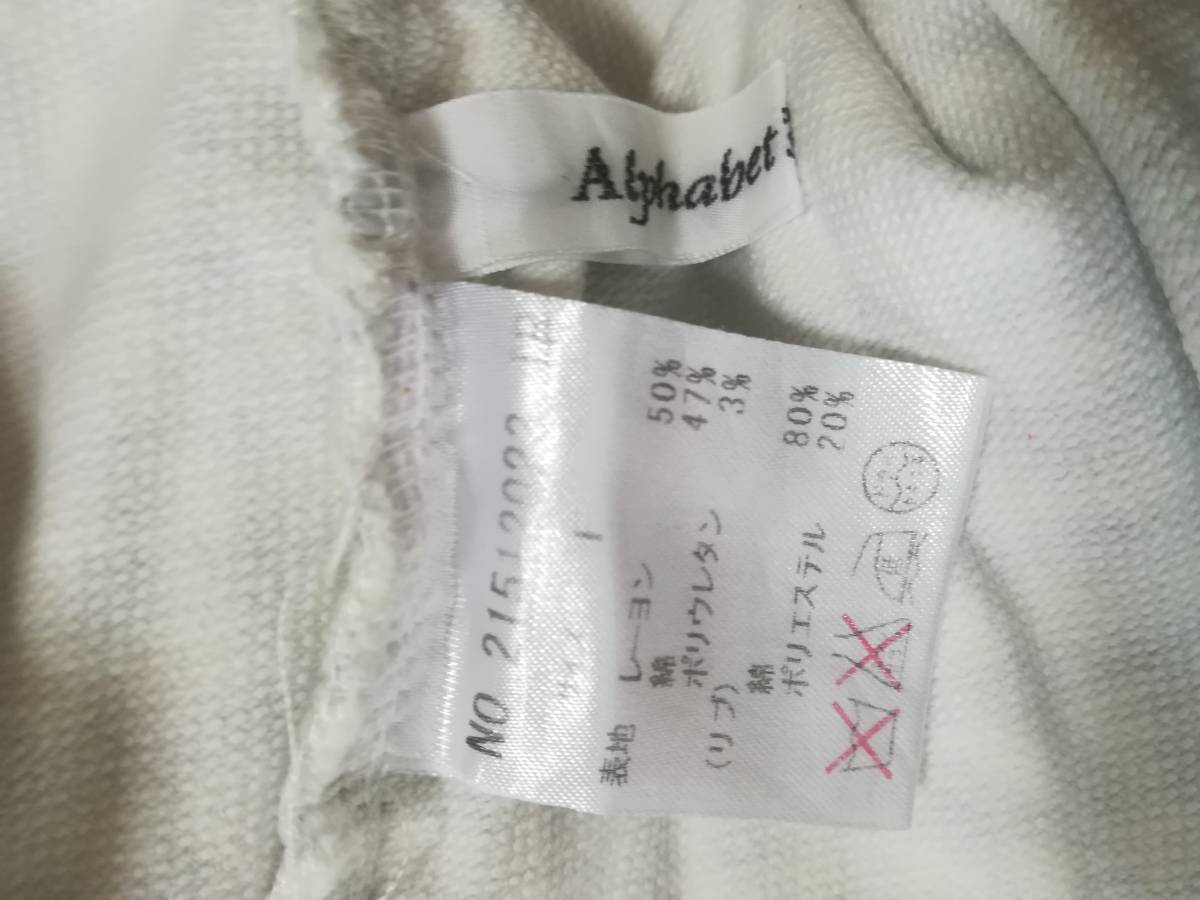 Alphabet's
NO 21512022
サイズ
表地 レーヨン 50%
綿 47%
ポリウレタン 3%
(リブ)
綿 80%
ポリエステル 20%